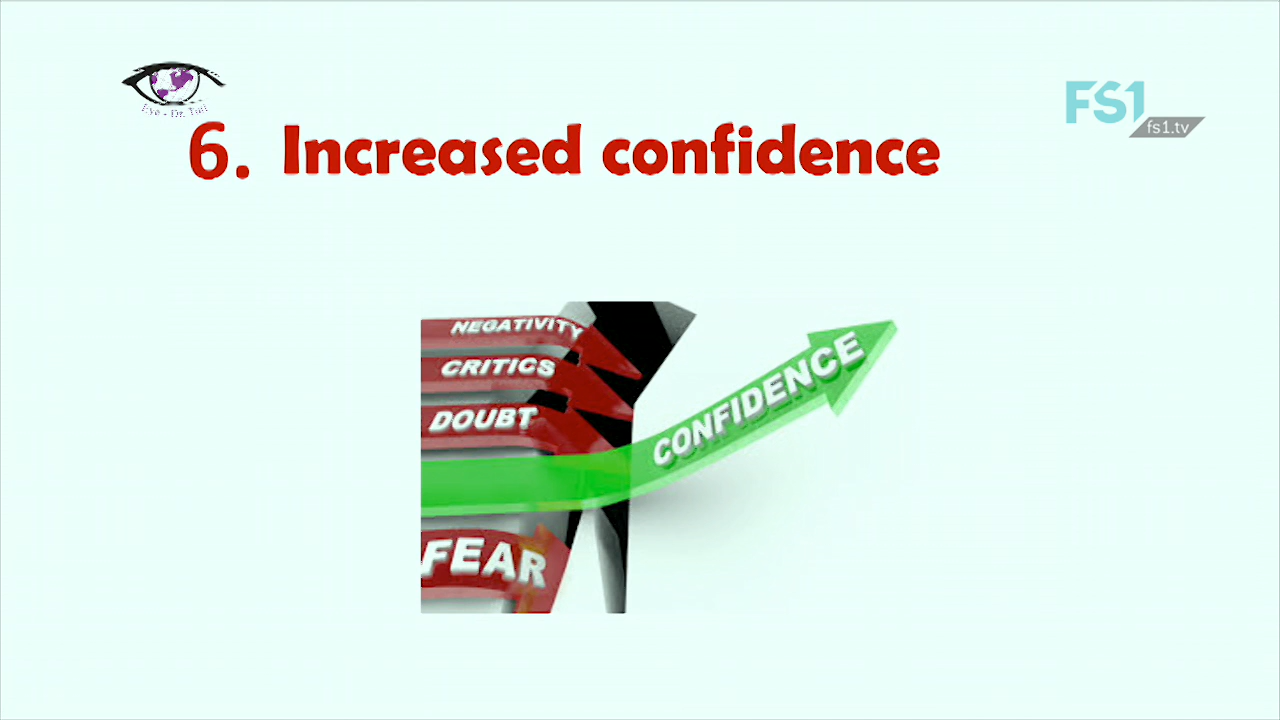 FS1
fs1.tv
6. Increased confidence
NEGATIVITY
CRITICS
DOUBT
CONFIDENCE
FEAR